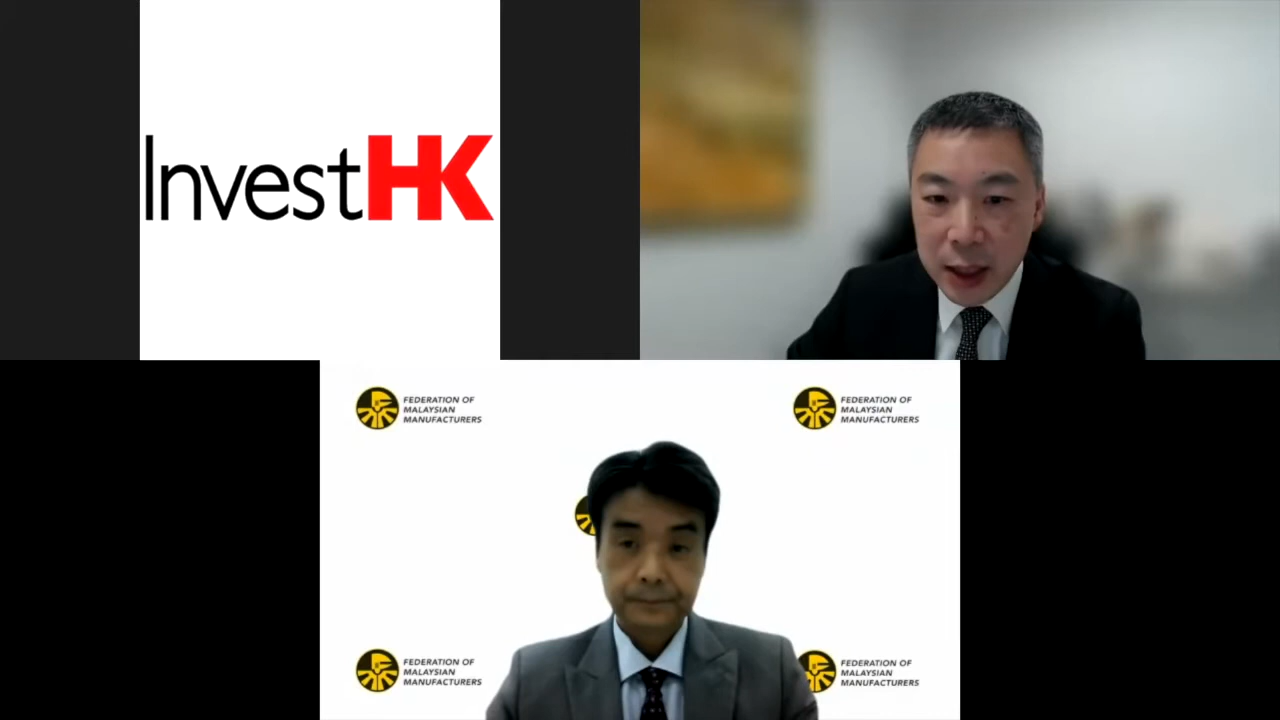 InvestHK
FEDERATION OF
MALAYSIAN
MANUFACTURERS
FEDERATION OF
MALAYSIAN
MANUFACTURERS
FEDERATION OF
MALAYSIAN
MANUFACTURERS
FEDERATION OF
MALAYSIAN
MANUFACTURERS